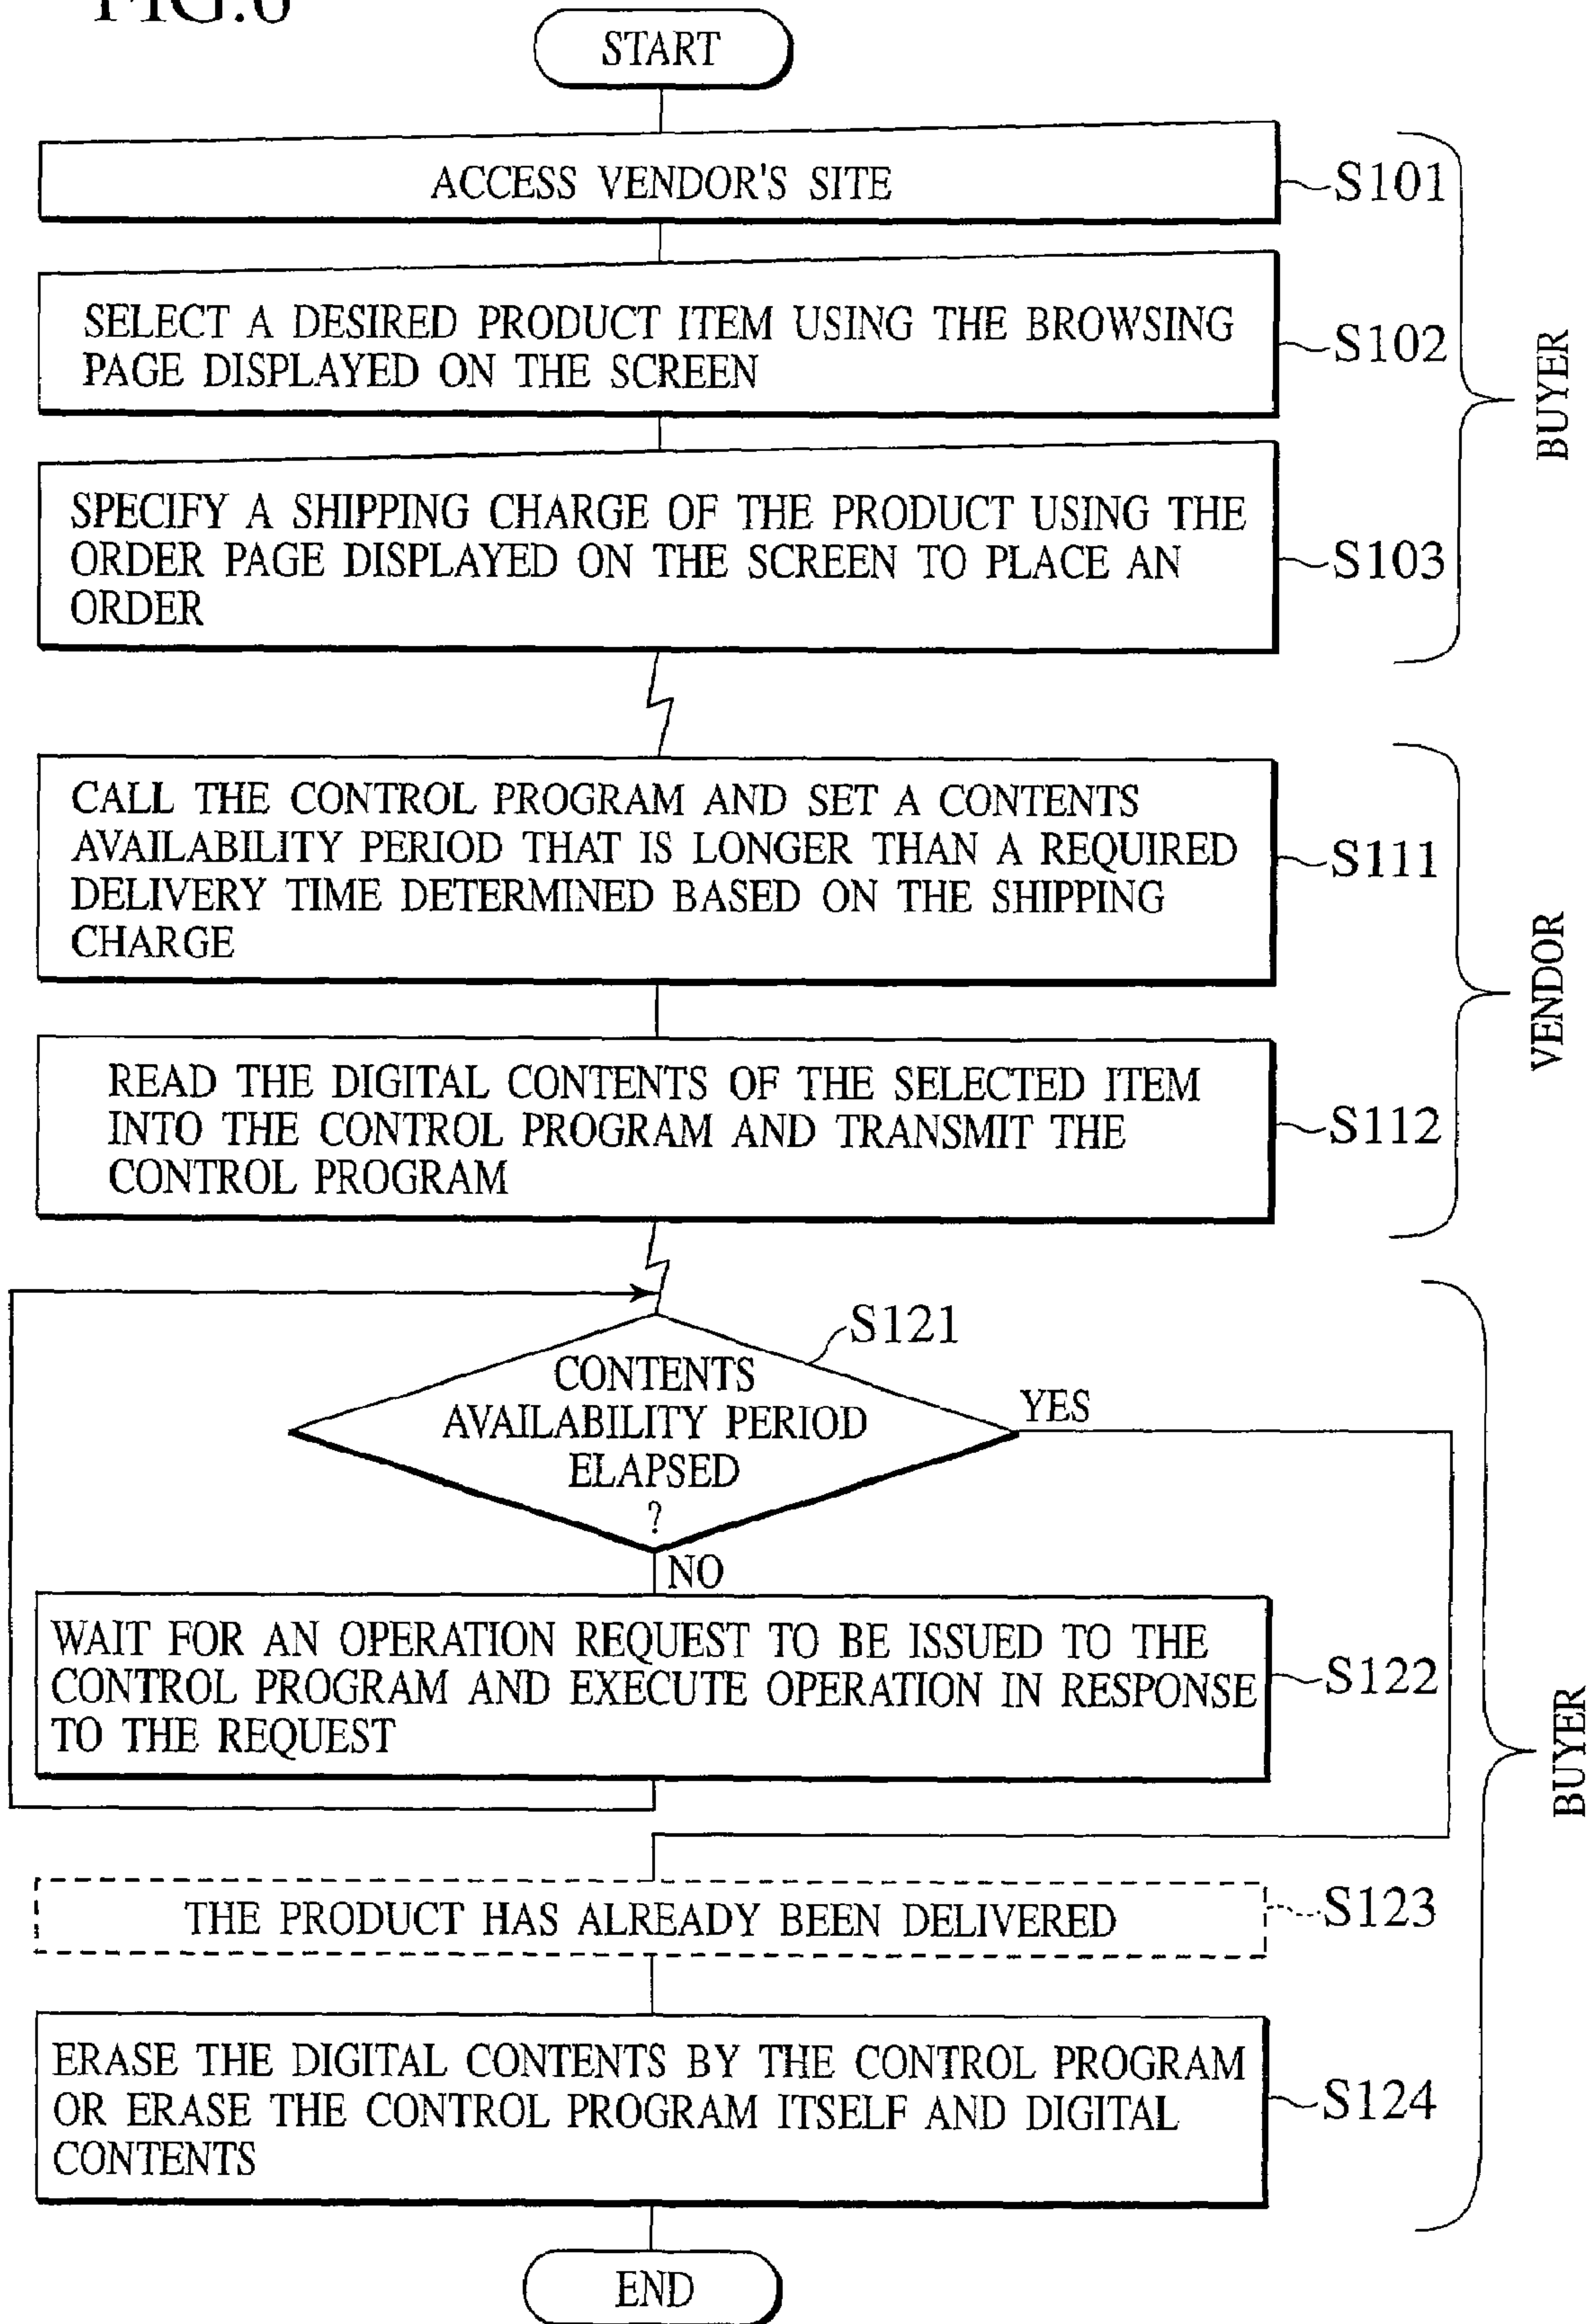 START
ACCESS VENDOR'S SITE
S101
SELECT A DESIRED PRODUCT ITEM USING THE BROWSING
PAGE DISPLAYED ON THE SCREEN
S102
SPECIFY A SHIPPING CHARGE OF THE PRODUCT USING THE
ORDER PAGE DISPLAYED ON THE SCREEN TO PLACE AN
ORDER
S103
BUYER
CALL THE CONTROL PROGRAM AND SET A CONTENTS
AVAILABILITY PERIOD THAT IS LONGER THAN A REQUIRED
DELIVERY TIME DETERMINED BASED ON THE SHIPPING
CHARGE
S111
READ THE DIGITAL CONTENTS OF THE SELECTED ITEM
INTO THE CONTROL PROGRAM AND TRANSMIT THE
CONTROL PROGRAM
S112
VENDOR
S121
CONTENTS
AVAILABILITY PERIOD
ELAPSED
?
YES
NO
WAIT FOR AN OPERATION REQUEST TO BE ISSUED TO THE
CONTROL PROGRAM AND EXECUTE OPERATION IN RESPONSE
TO THE REQUEST
S122
THE PRODUCT HAS ALREADY BEEN DELIVERED
S123
ERASE THE DIGITAL CONTENTS BY THE CONTROL PROGRAM
OR ERASE THE CONTROL PROGRAM ITSELF AND DIGITAL
CONTENTS
S124
BUYER
END